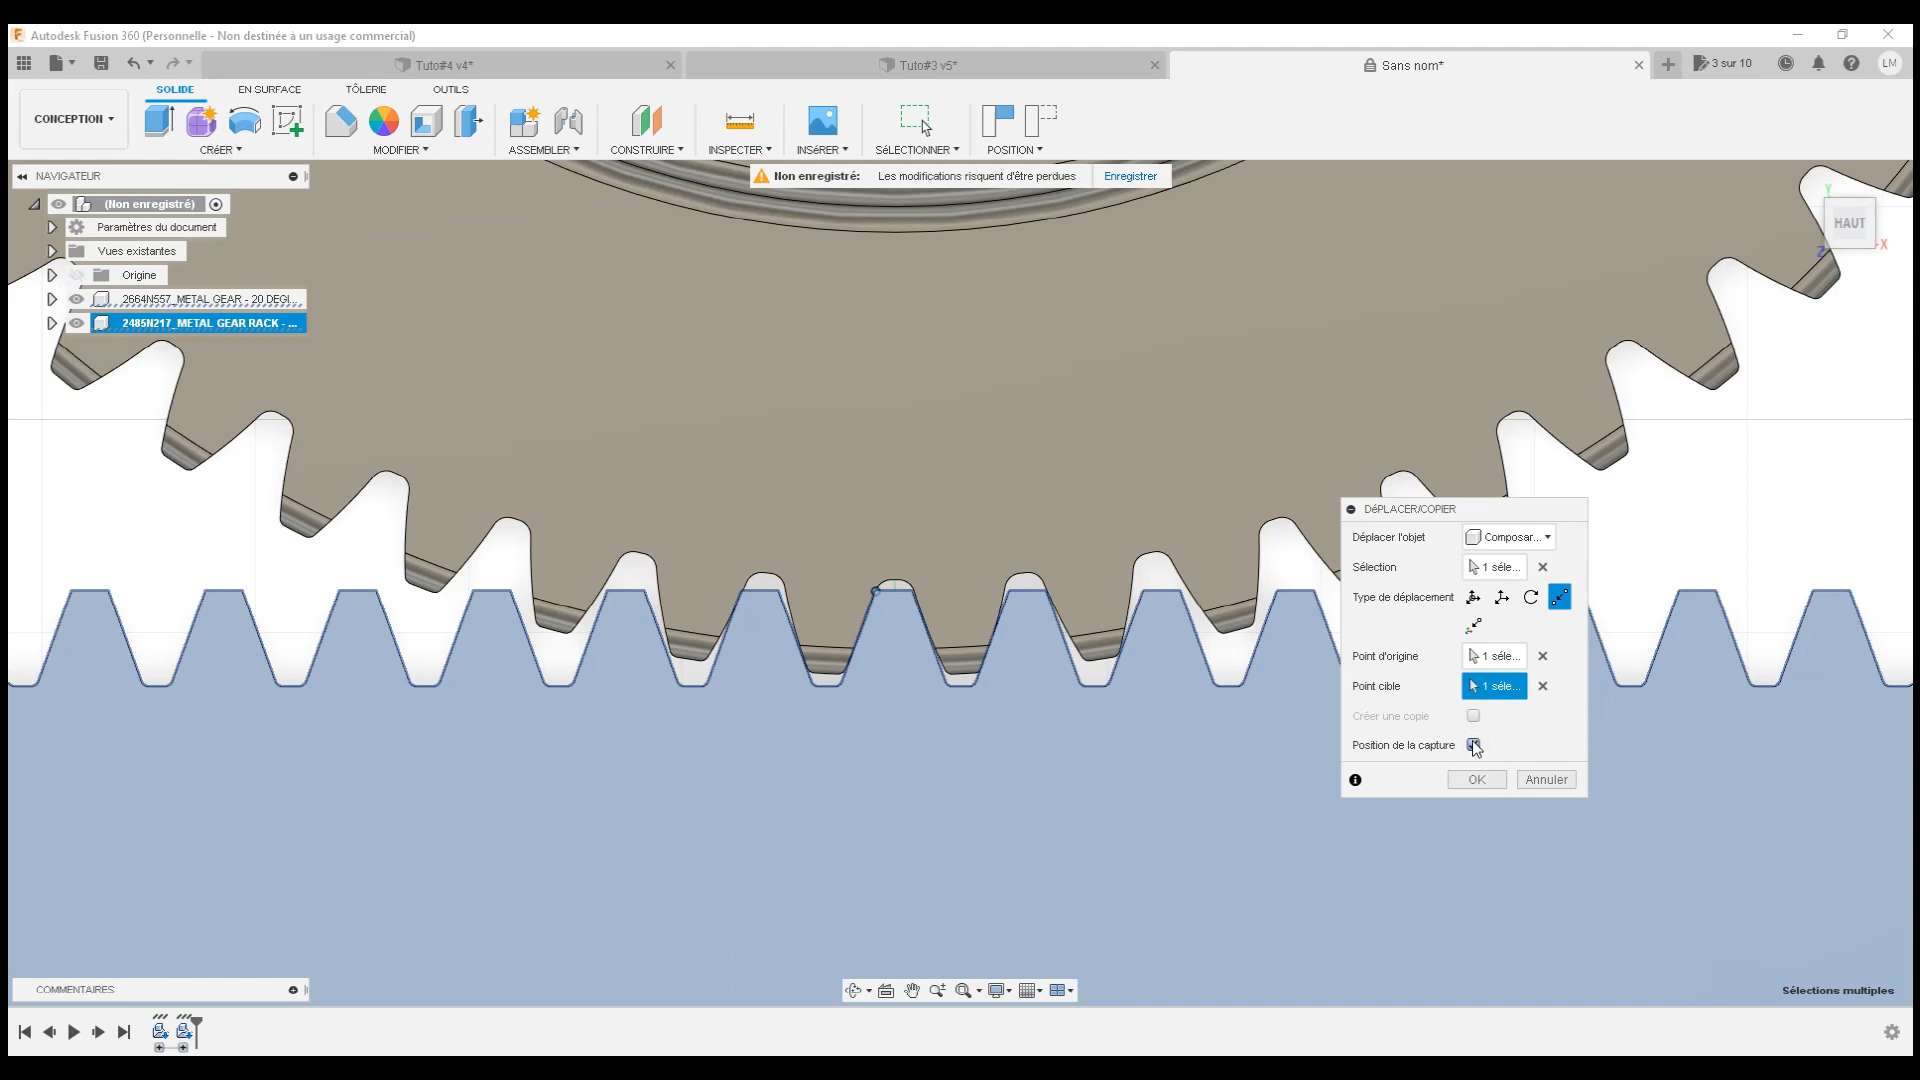 Autodesk Fusion 360 (Personnelle - Non destinée à un usage commercial)
Tuto#4 v4*
Tuto#3 v5*
Sans nom*
3 sur 10
LM
SOLIDE
EN SURFACE
TÔLERIE
OUTILS
CONCEPTION
CRéER
MODIFIER
ASSEMBLER
CONSTRUIRE
INSPECTER
INSéRER
SéLECTIONNER
POSITION
NAVIGATEUR
Non enregistré:
Les modifications risquent d'être perdues
Enregistrer
(Non enregistré)
Paramètres du document
Vues existantes
Origine
2664N557_METAL GEAR - 20 DEG...
2485N217_METAL GEAR RACK - ...
Y
HAUT
X
Z
DéPLACER/COPIER
Déplacer l'objet
Composar...
Sélection
1 séle...
Type de déplacement
Point d'origine
1 séle...
Point cible
1 séle...
Créer une copie
Position de la capture
OK
Annuler
COMMENTAIRES
Sélections multiples